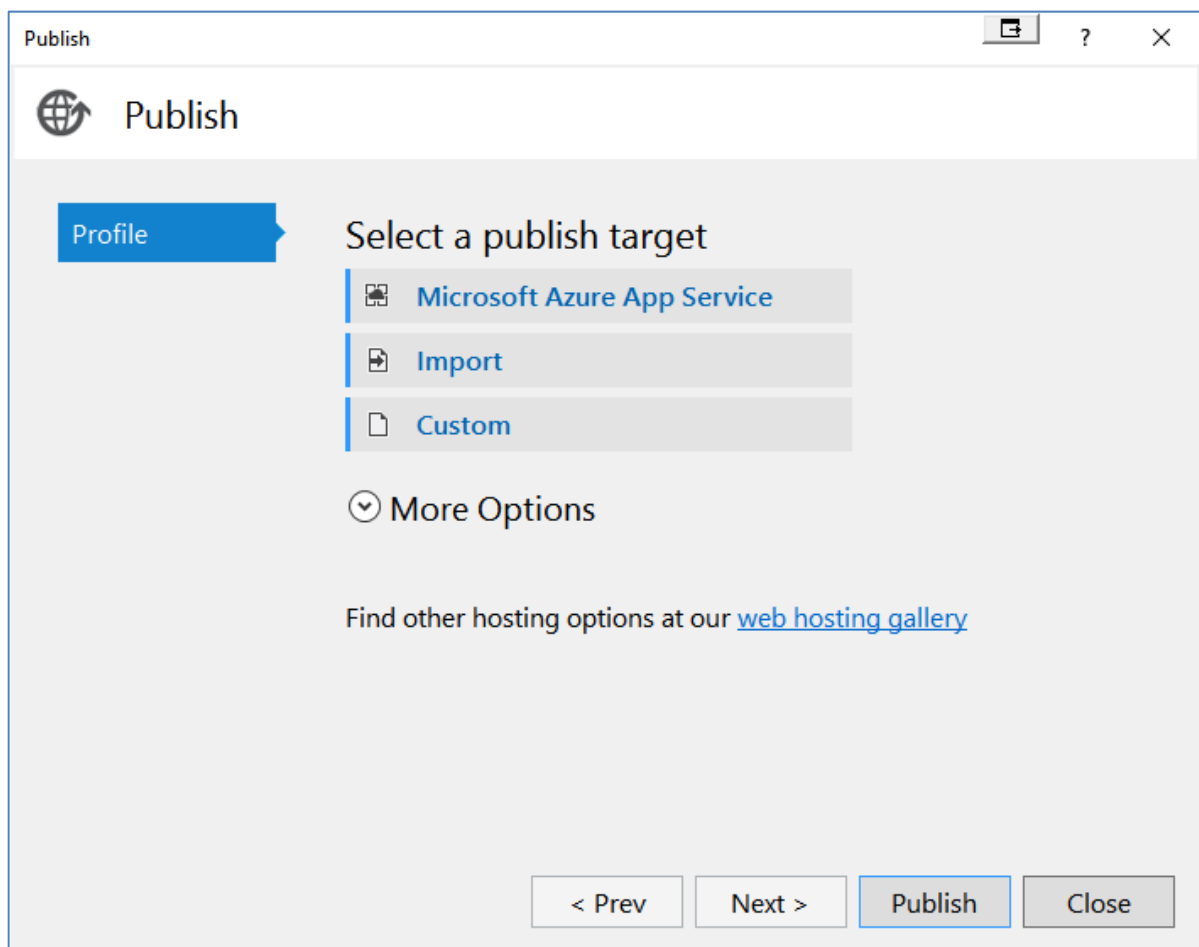 Publish
?
Publish
Profile
Select a publish target
Microsoft Azure App Service
Import
Custom
More Options
Find other hosting options at our web hosting gallery
< Prev Next > Publish Close